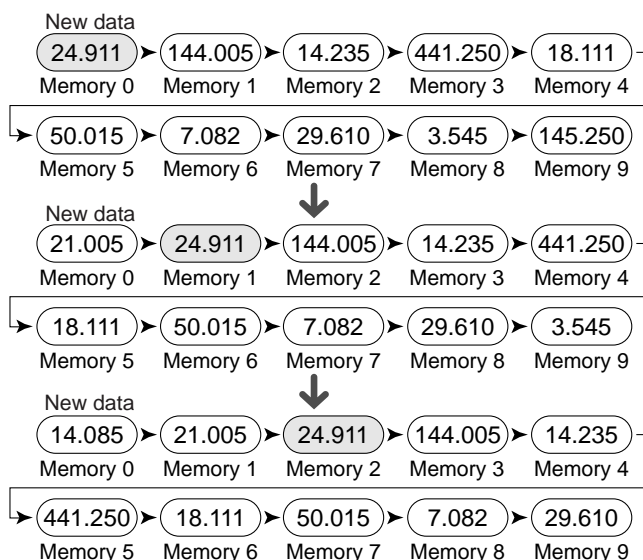 New data
24.911 144.005 14.235 441.250 18.111
Memory 0 Memory 1 Memory 2 Memory 3 Memory 4
50.015 7.082 29.610 3.545 145.250
Memory 5 Memory 6 Memory 7 Memory 8 Memory 9
New data
21.005 24.911 144.005 14.235 441.250
Memory 0 Memory 1 Memory 2 Memory 3 Memory 4
18.111 50.015 7.082 29.610 3.545
Memory 5 Memory 6 Memory 7 Memory 8 Memory 9
New data
14.085 21.005 24.911 144.005 14.235
Memory 0 Memory 1 Memory 2 Memory 3 Memory 4
441.250 18.111 50.015 7.082 29.610
Memory 5 Memory 6 Memory 7 Memory 8 Memory 9